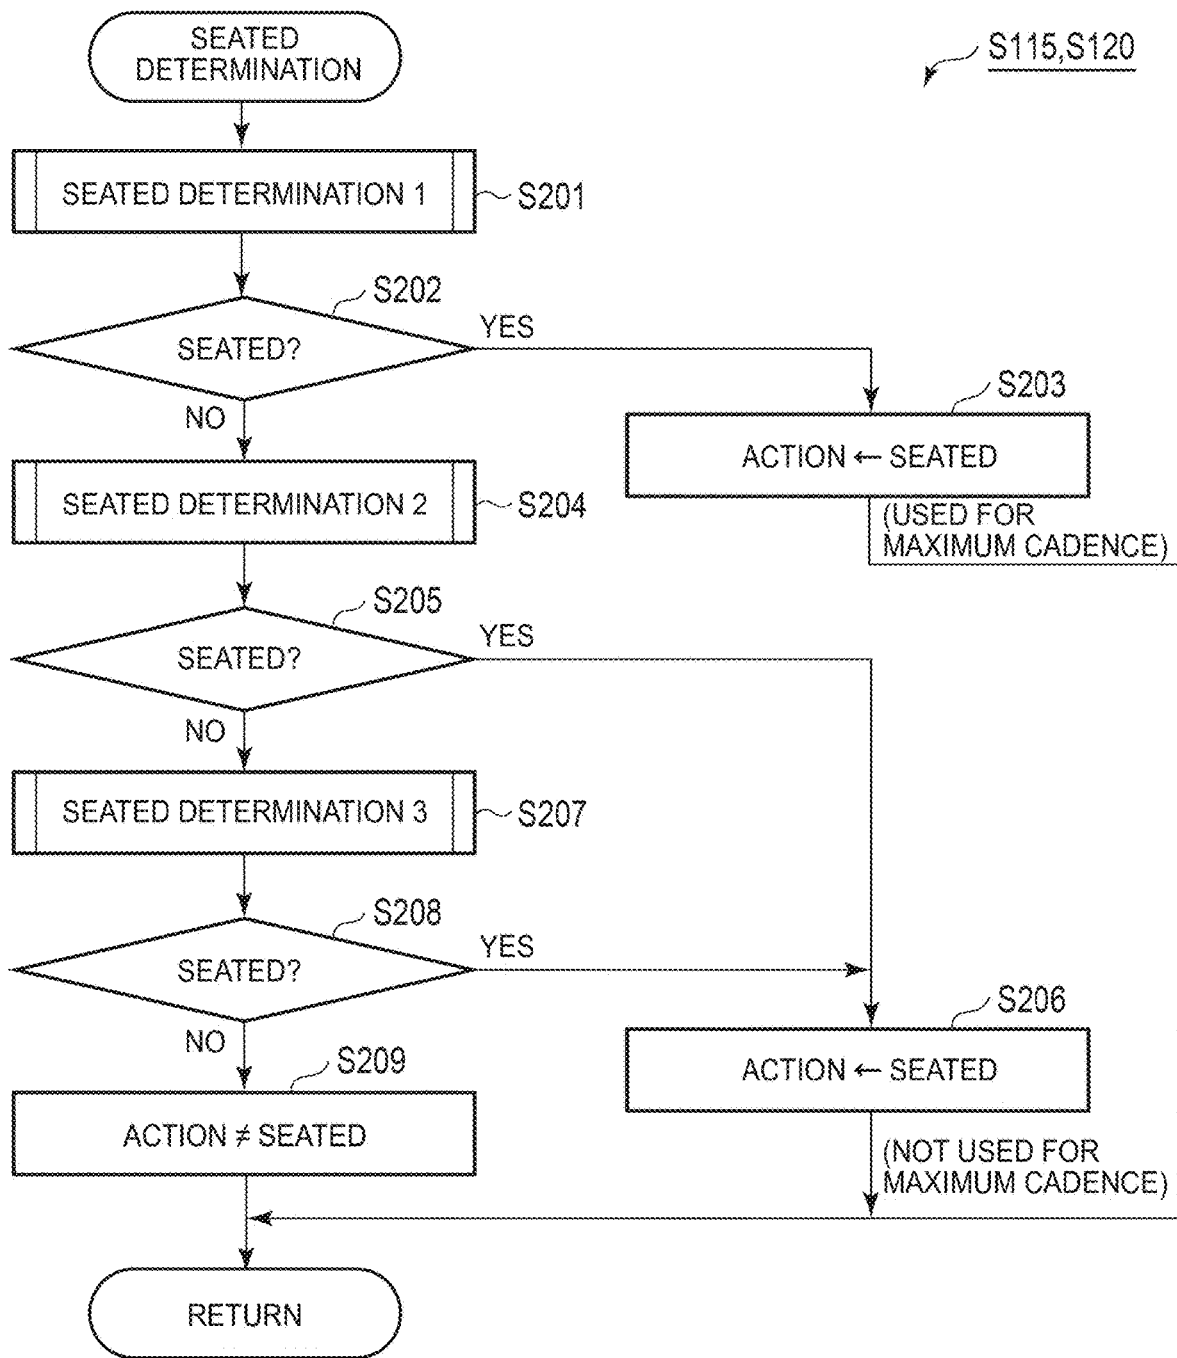 SEATED
DETERMINATION
S115,S120
SEATED DETERMINATION 1
S201
S202
SEATED?
YES
NO
S203
ACTION ← SEATED
(USED FOR
MAXIMUM CADENCE)
SEATED DETERMINATION 2
S204
S205
SEATED?
YES
NO
SEATED DETERMINATION 3
S207
S208
SEATED?
YES
NO
S206
ACTION ← SEATED
(NOT USED FOR
MAXIMUM CADENCE)
S209
ACTION ≠ SEATED
RETURN